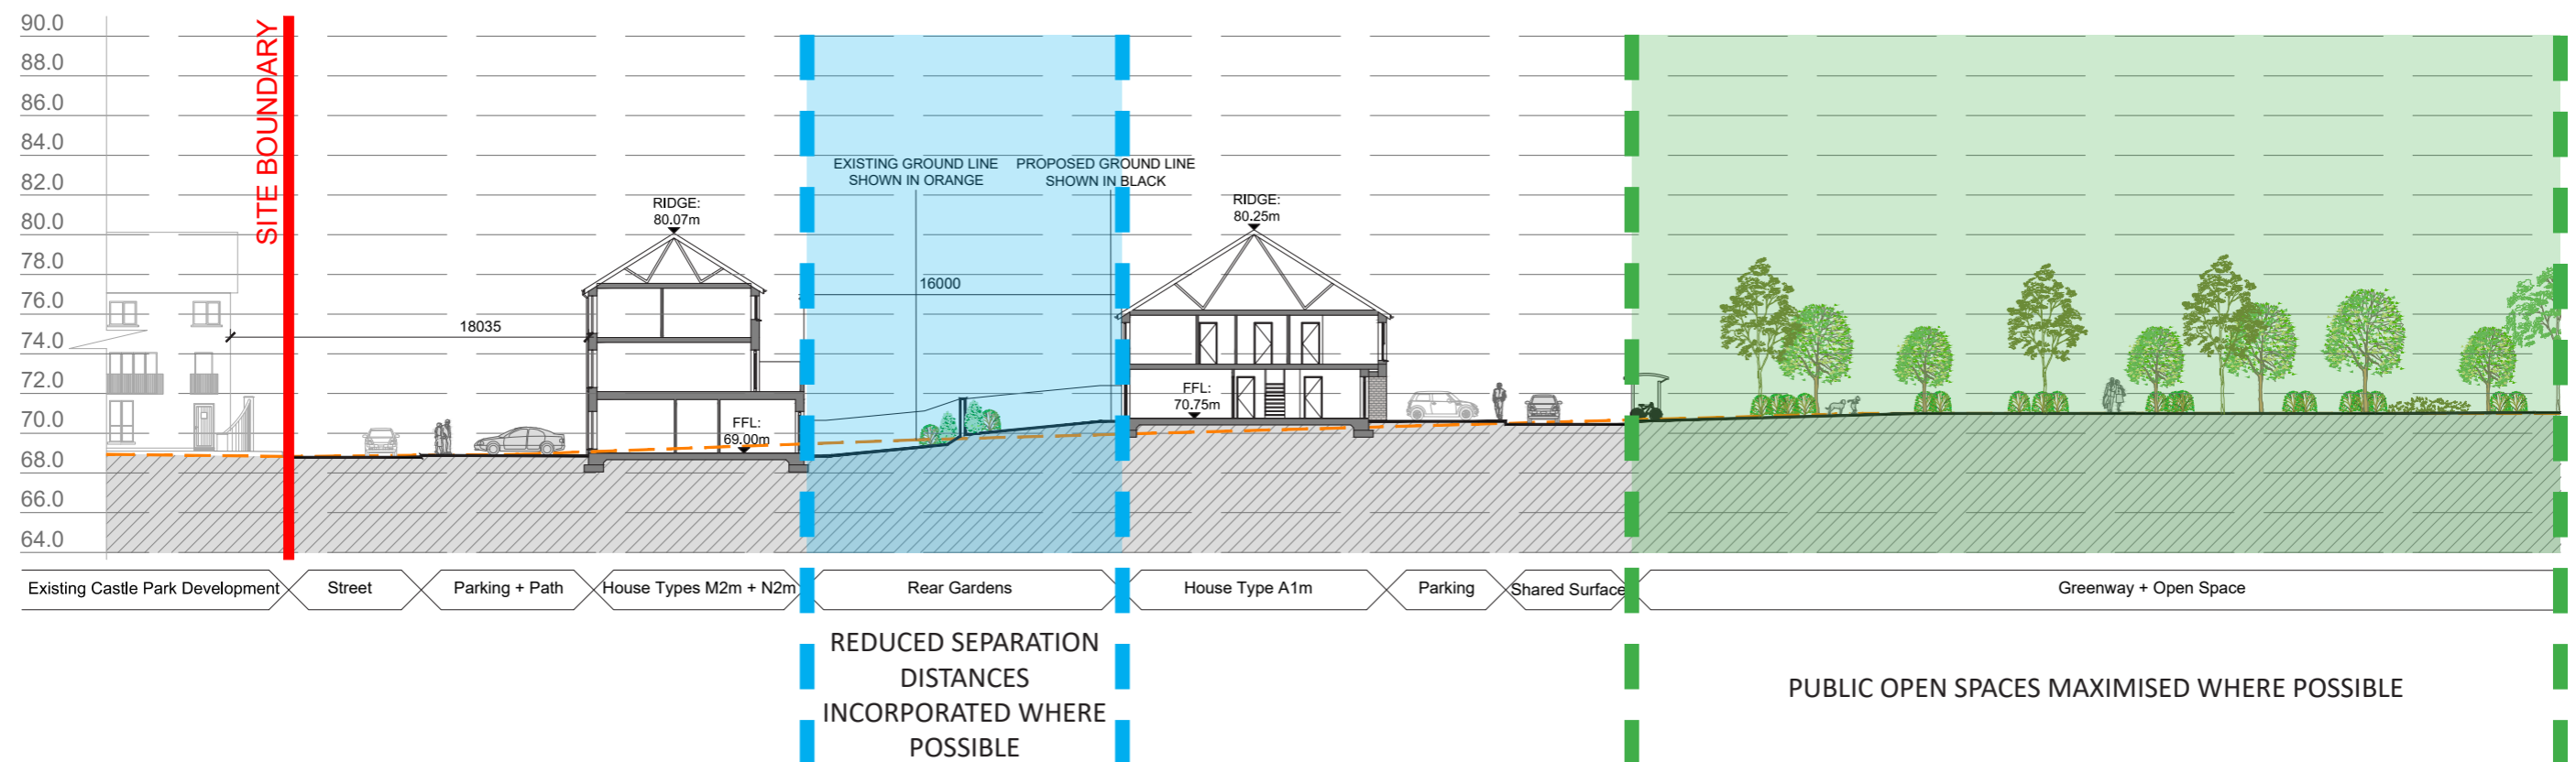 90.0
88.0
86.0
84.0
82.0
80.0
78.0
76.0
74.0
72.0
70.0
68.0
66.0
64.0
SITE BOUNDARY
18035
RIDGE:
80.07m
FFL:
69.00m
EXISTING GROUND LINE
SHOWN IN ORANGE
PROPOSED GROUND LINE
SHOWN IN BLACK
16000
RIDGE:
80.25m
FFL:
70.75m
Existing Castle Park Development
Street
Parking + Path
House Types M2m + N2m
Rear Gardens
House Type A1m
Parking
Shared Surface
Greenway + Open Space
REDUCED SEPARATION
DISTANCES
INCORPORATED WHERE
POSSIBLE
PUBLIC OPEN SPACES MAXIMISED WHERE POSSIBLE